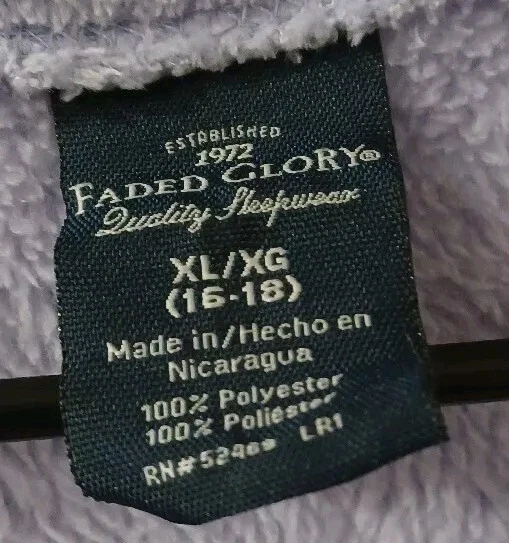 ESTABLISHED
1972
FADED GLORY®
Quality Sleepwear
XL/XG
(16-18)
Made in/Hecho en
Nicaragua
100% Polyester
100% Poliéster
RN# LR1